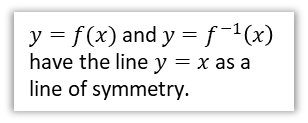 y = f(x) and y = f⁻¹(x)
have the line y = x as a
line of symmetry.